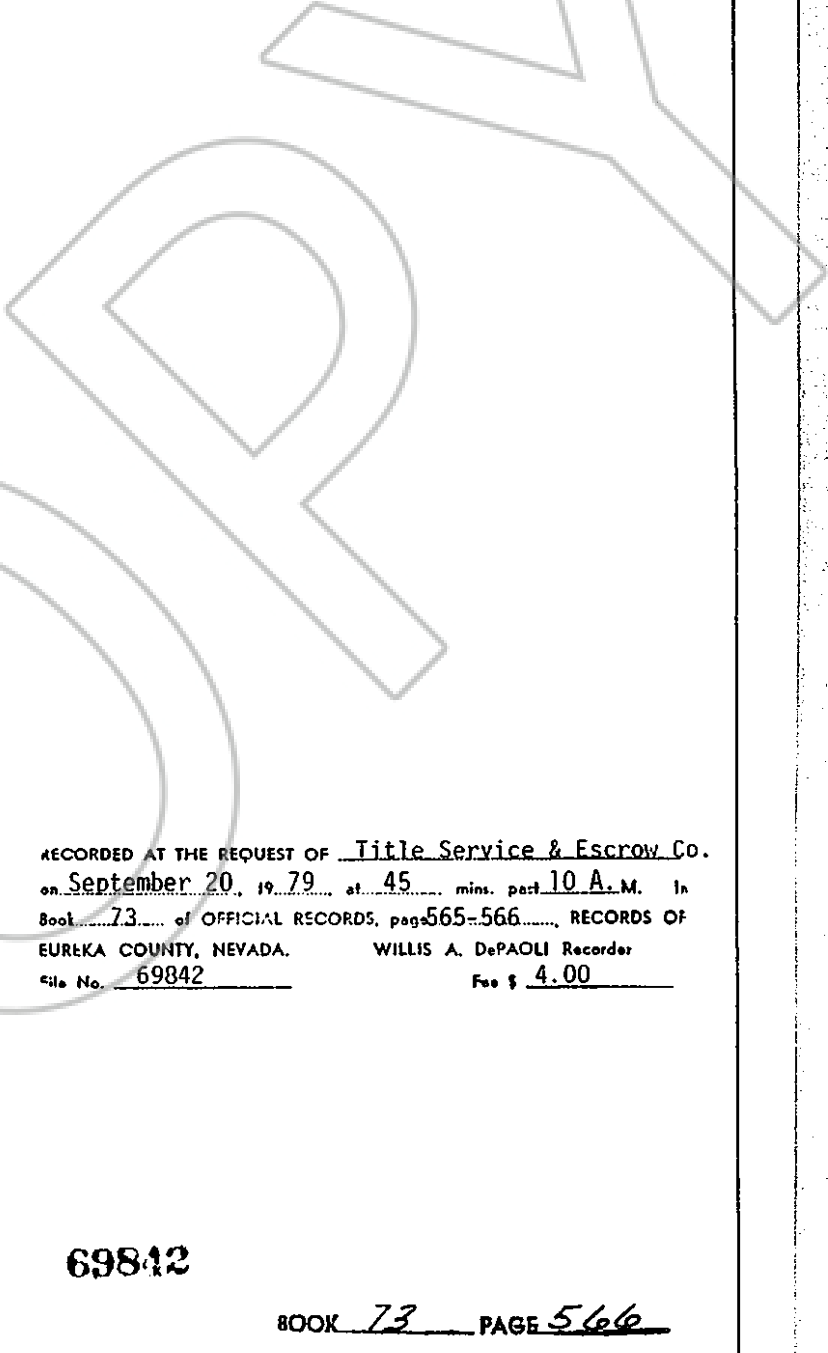 RECORDED AT THE REQUEST OF Title Service & Escrow Co.
on September 20, 19 79, at 45 mins. past 10 A. M. In
Book 73 of OFFICIAL RECORDS, page 565-566, RECORDS OF
EUREKA COUNTY, NEVADA. WILLIS A. DePAOLI Recorder
File No. 69842 Fee $ 4.00
69842
BOOK 73 PAGE 566